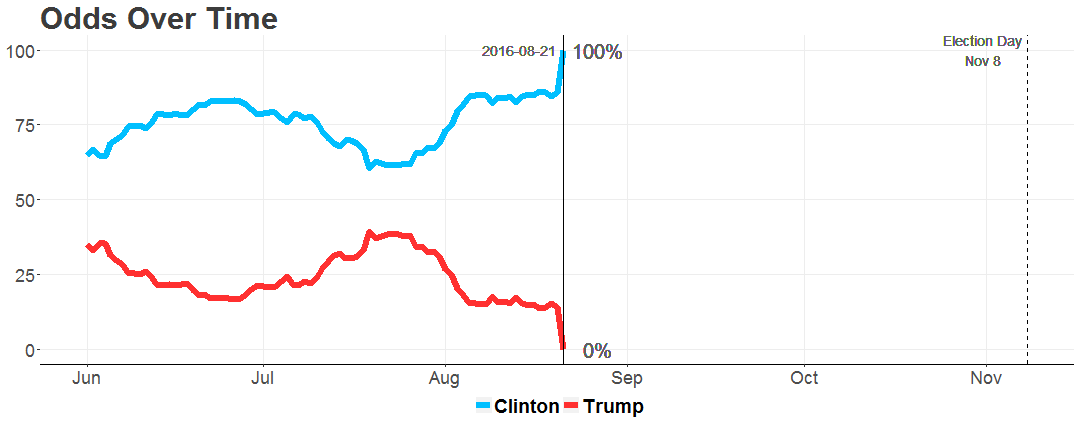 Odds Over Time
100
75
50
25
0
2016-08-21
100%
0%
Election Day
Nov 8
Jun Jul Aug Sep Oct Nov
Clinton Trump